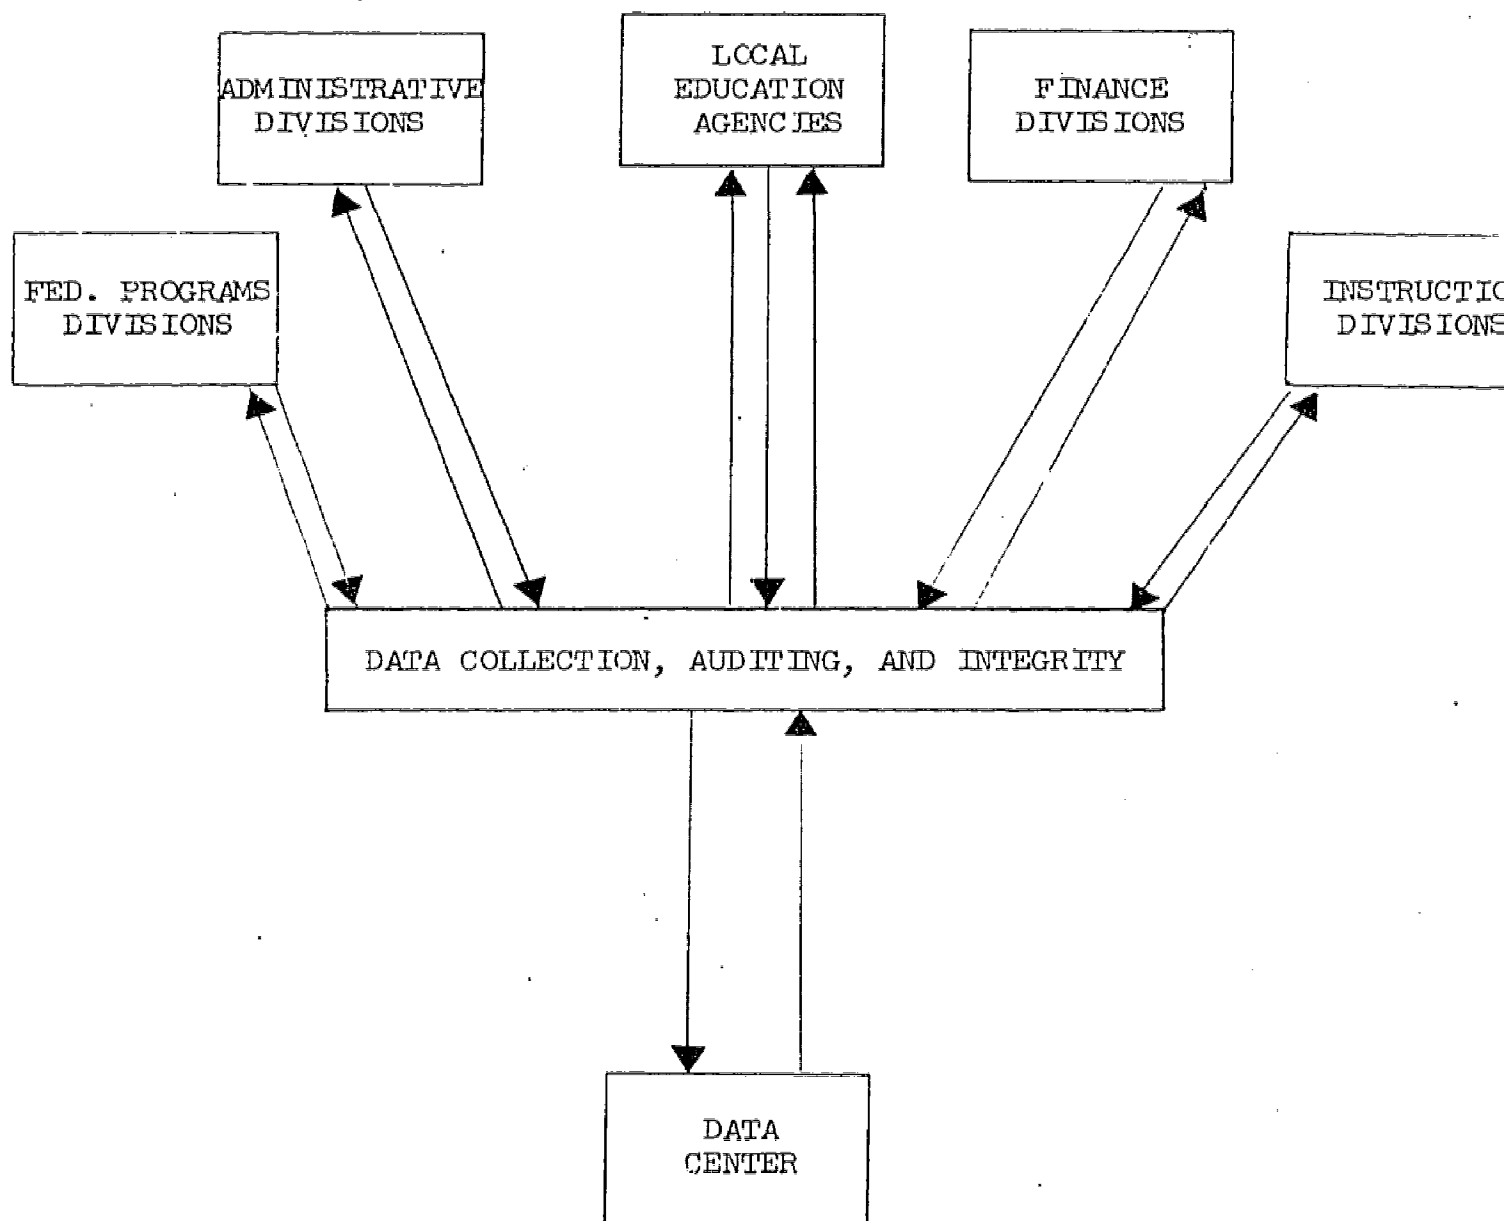 LOCAL
EDUCATION
AGENCIES
ADMINISTRATIVE
DIVISIONS
FINANCE
DIVISIONS
FED. PROGRAMS
DIVISIONS
INSTRUCTIO
DIVISIONS
DATA COLLECTION, AUDITING, AND INTEGRITY
DATA
CENTER